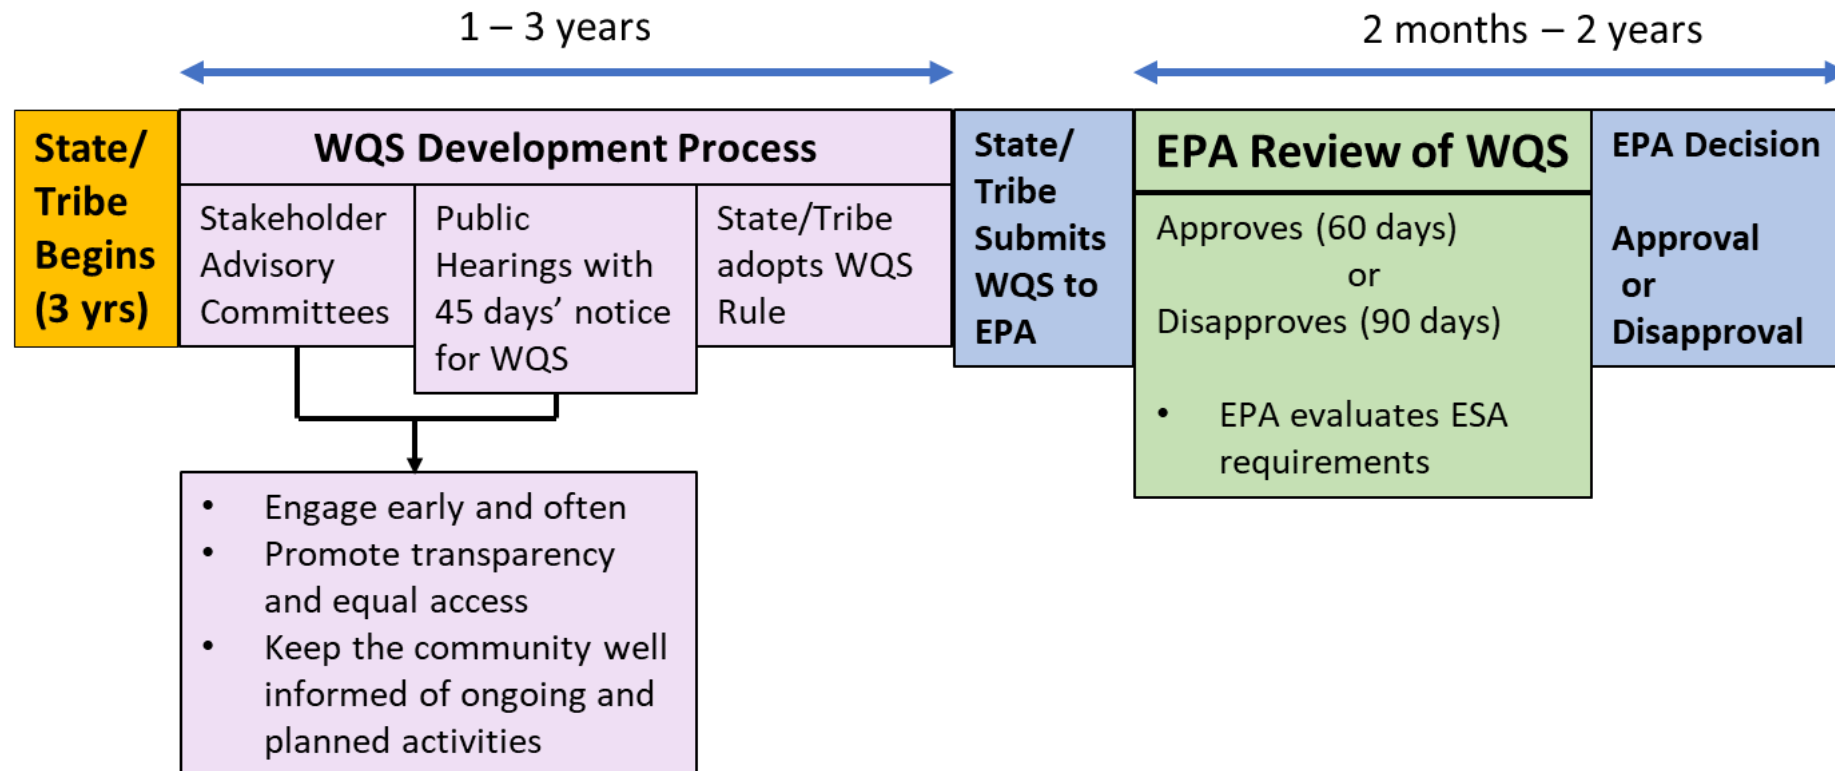 1 – 3 years
2 months – 2 years
State/
Tribe
Begins
(3 yrs)
WQS Development Process
Stakeholder
Advisory
Committees
Public
Hearings with
45 days’ notice
for WQS
State/Tribe
adopts WQS
Rule
• Engage early and often
• Promote transparency
and equal access
• Keep the community well
informed of ongoing and
planned activities
State/
Tribe
Submits
WQS to
EPA
EPA Review of WQS
Approves (60 days)
or
Disapproves (90 days)
• EPA evaluates ESA
requirements
EPA Decision
Approval
or
Disapproval